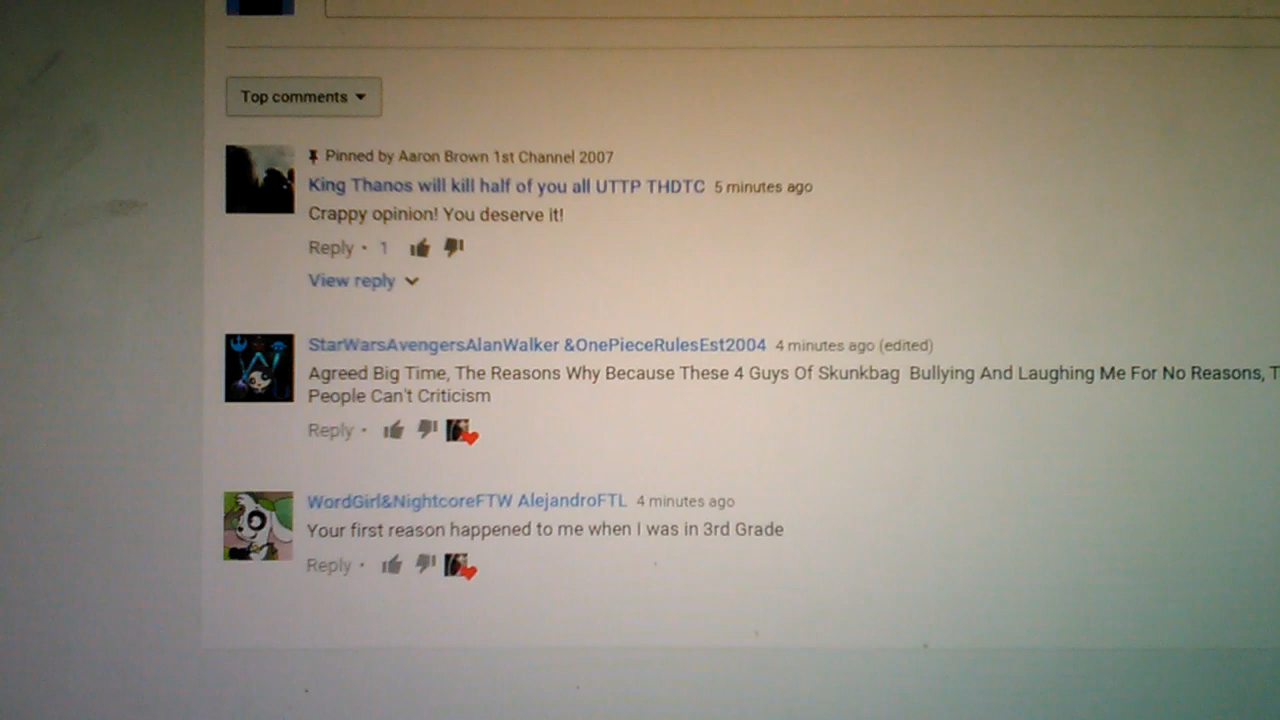 Top comments
Pinned by Aaron Brown 1st Channel 2007
King Thanos will kill half of you all UTTP THDTC 5 minutes ago
Crappy opinion! You deserve it!
Reply • 1
View reply
StarWarsAvengersAlanWalker &OnePieceRulesEst2004 4 minutes ago (edited)
Agreed Big Time, The Reasons Why Because These 4 Guys Of Skunkbag Bullying And Laughing Me For No Reasons, T
People Can't Criticism
Reply •
WordGirl&NightcoreFTW AlejandroFTL 4 minutes ago
Your first reason happened to me when I was in 3rd Grade
Reply •